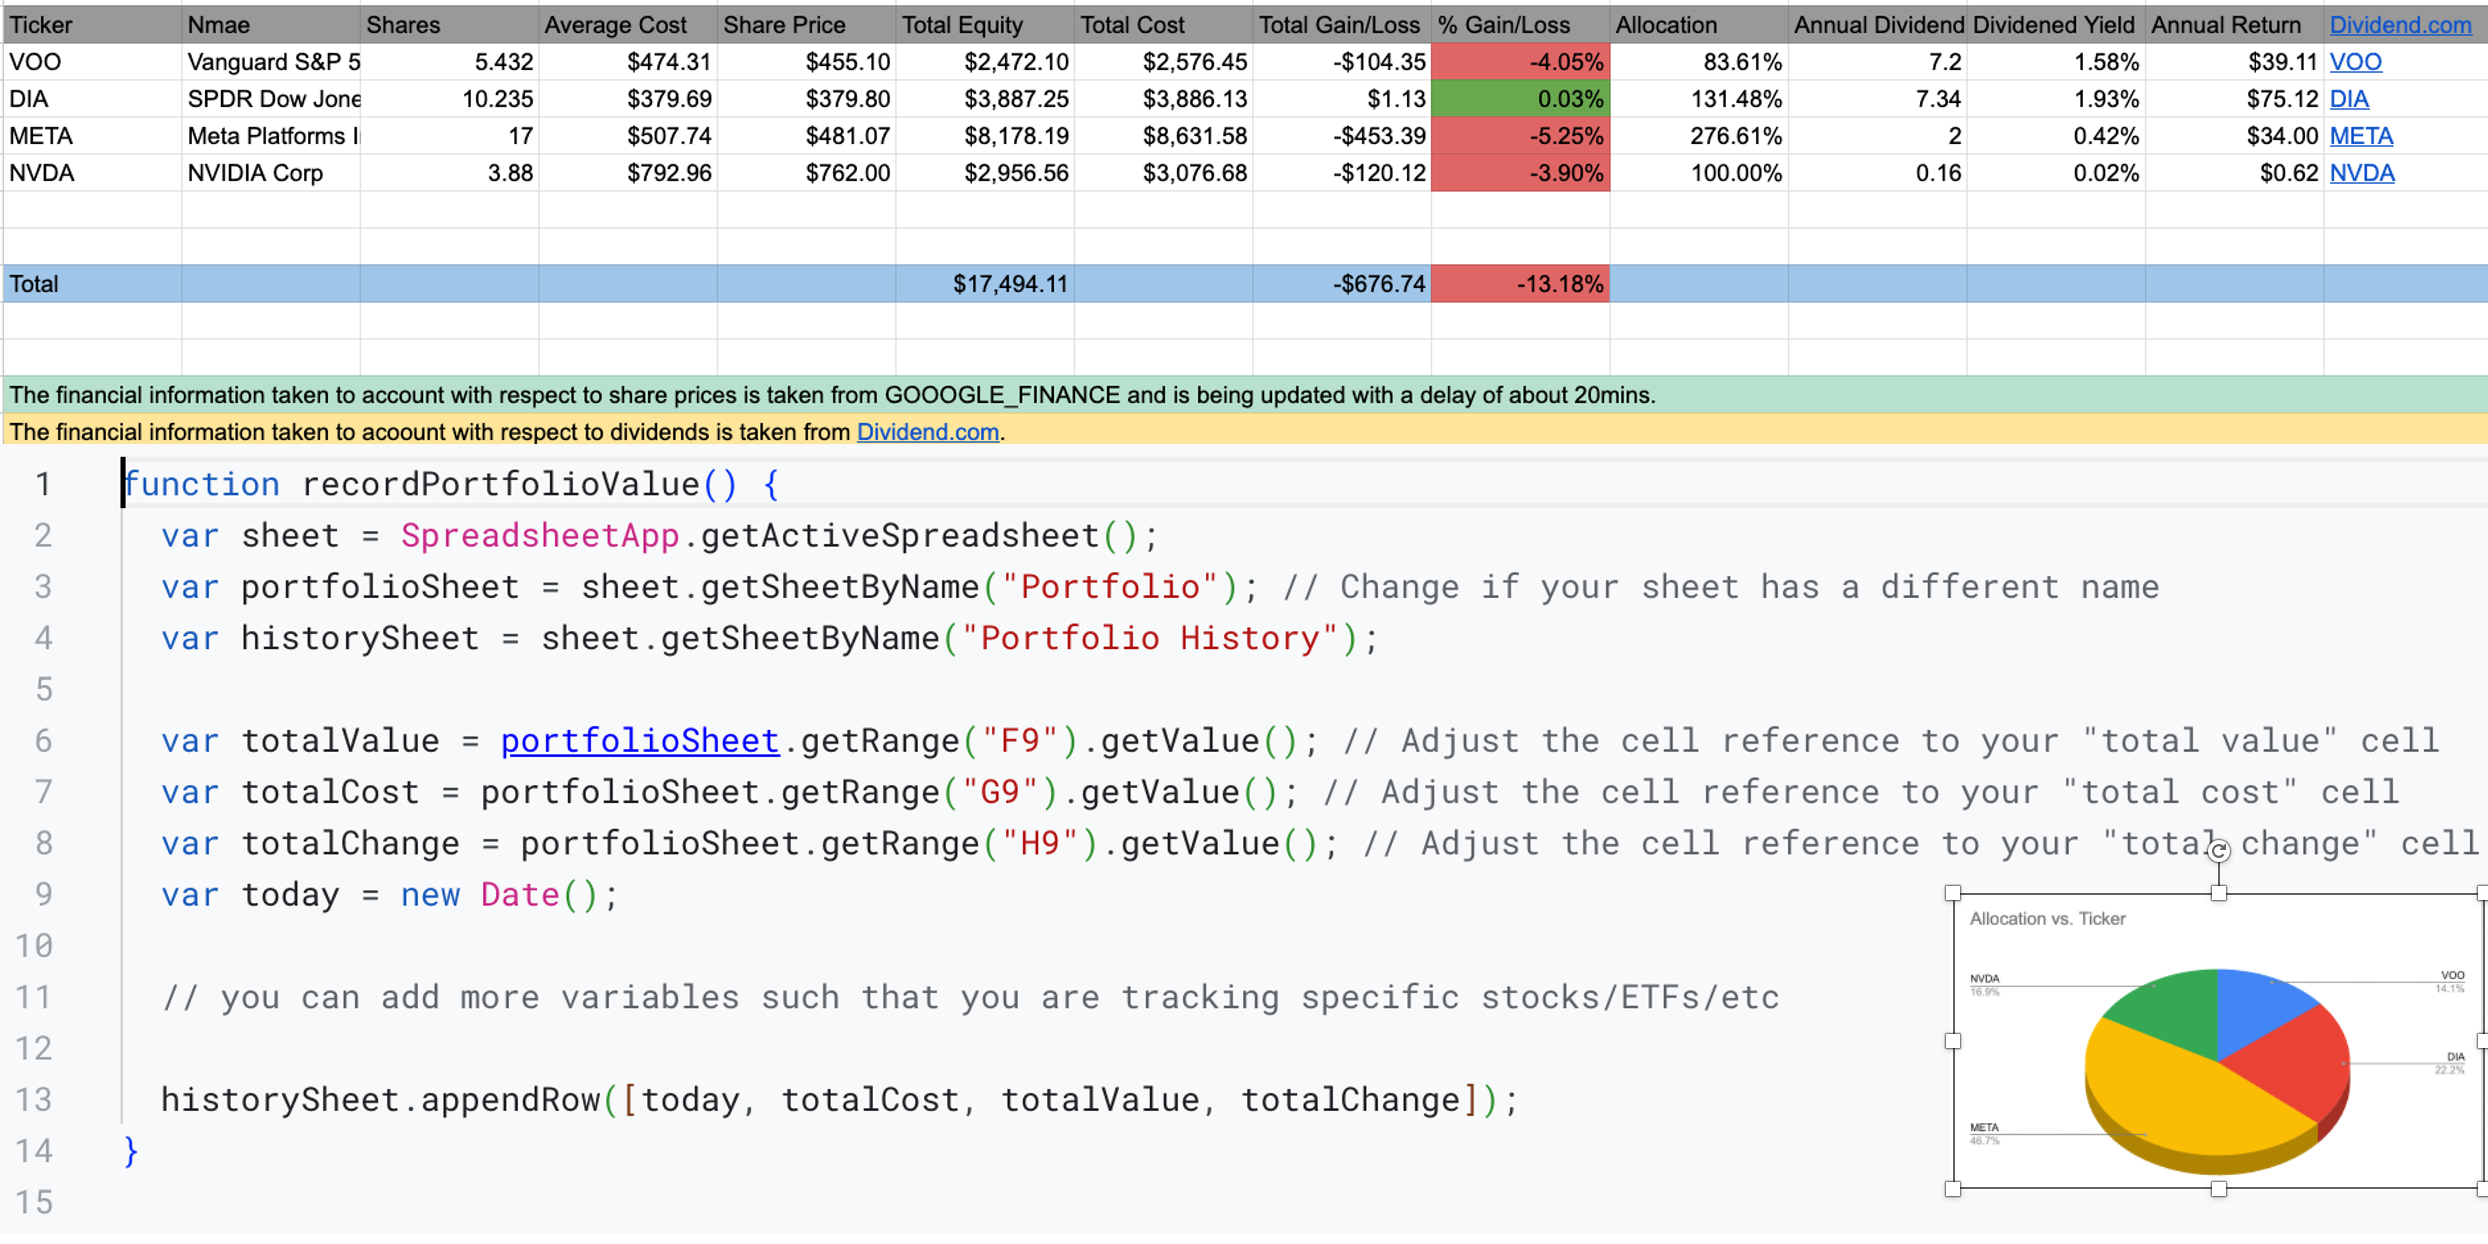 Ticker Nmae Shares Average Cost Share Price Total Equity Total Cost Total Gain/Loss % Gain/Loss Allocation Annual Dividend Dividened Yield Annual Return Dividend.com
VOO Vanguard S&P 5 5.432 $474.31 $455.10 $2,472.10 $2,576.45 -$104.35 -4.05% 83.61% 7.2 1.58% $39.11 VOO
DIA SPDR Dow Jone 10.235 $379.69 $379.80 $3,887.25 $3,886.13 $1.13 0.03% 131.48% 7.34 1.93% $75.12 DIA
META Meta Platforms I 17 $507.74 $481.07 $8,178.19 $8,631.58 -$453.39 -5.25% 276.61% 2 0.42% $34.00 META
NVDA NVIDIA Corp 3.88 $792.96 $762.00 $2,956.56 $3,076.68 -$120.12 -3.90% 100.00% 0.16 0.02% $0.62 NVDA
Total $17,494.11 -$676.74 -13.18%
The financial information taken to account with respect to share prices is taken from GOOOGLE_FINANCE and is being updated with a delay of about 20mins.
The financial information taken to acoount with respect to dividends is taken from Dividend.com.
1 function recordPortfolioValue() {
2 var sheet = SpreadsheetApp.getActiveSpreadsheet();
3 var portfolioSheet = sheet.getSheetByName("Portfolio"); // Change if your sheet has a different name
4 var historySheet = sheet.getSheetByName("Portfolio History");
5
6 var totalValue = portfolioSheet.getRange("F9").getValue(); // Adjust the cell reference to your "total value" cell
7 var totalCost = portfolioSheet.getRange("G9").getValue(); // Adjust the cell reference to your "total cost" cell
8 var totalChange = portfolioSheet.getRange("H9").getValue(); // Adjust the cell reference to your "total change" cell
9 var today = new Date();
10
11 // you can add more variables such that you are tracking specific stocks/ETFs/etc
12
13 historySheet.appendRow([today, totalCost, totalValue, totalChange]);
14 }
15
Allocation vs. Ticker
NVDA
16.9%
VOO
14.1%
DIA
22.2%
META
46.7%